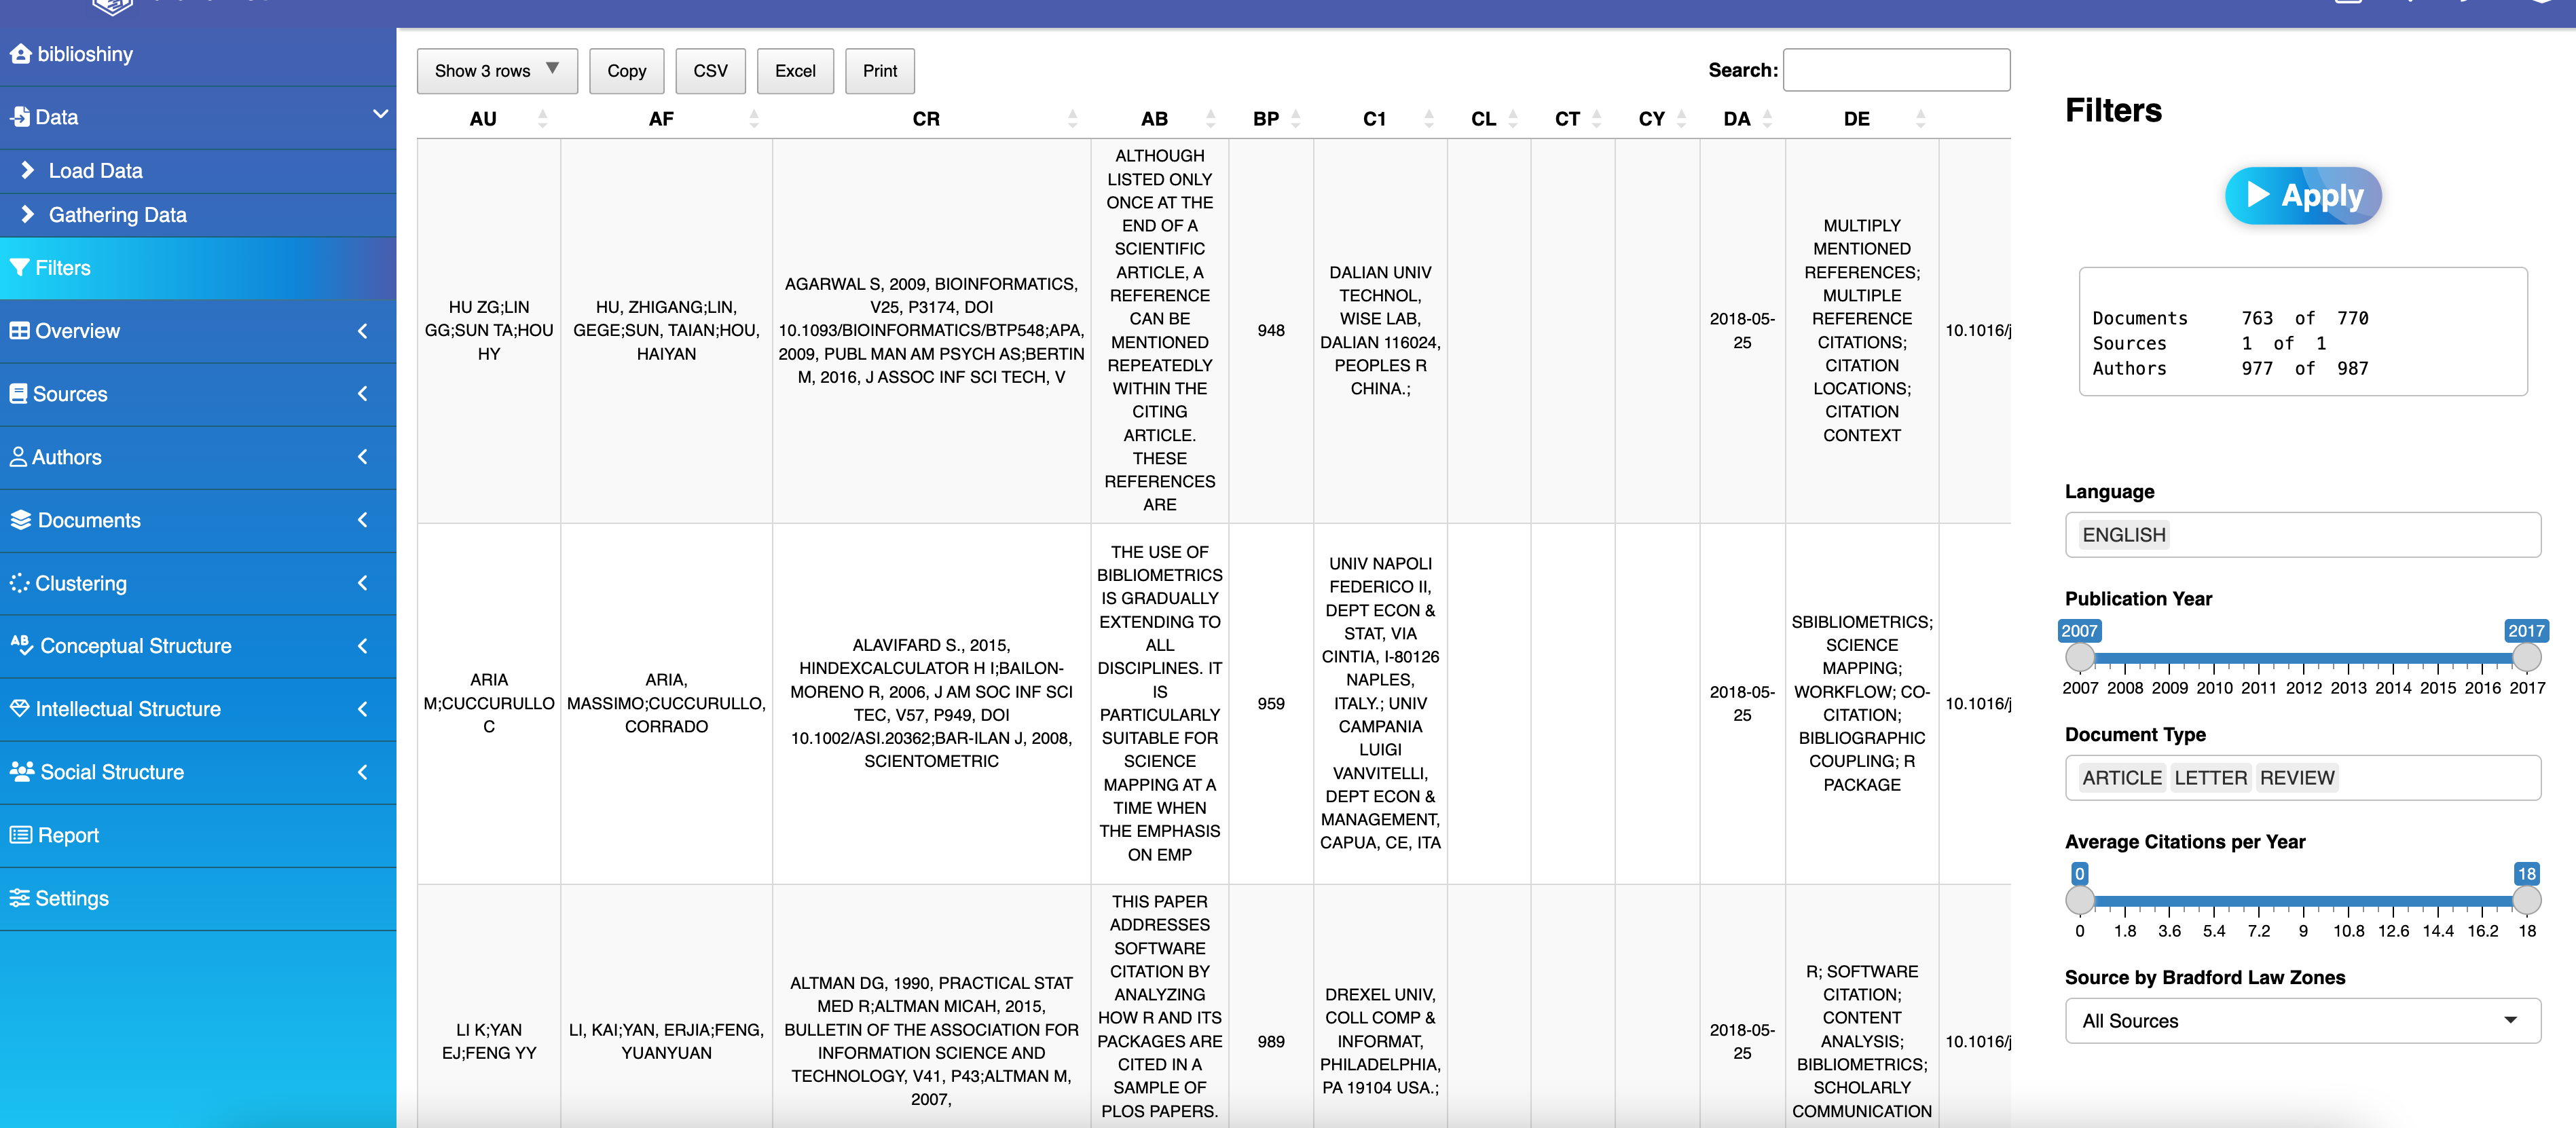 biblioshiny
Data
Load Data
Gathering Data
Filters
Overview
Sources
Authors
Documents
Clustering
Conceptual Structure
Intellectual Structure
Social Structure
Report
Settings
Show 3 rows Copy CSV Excel Print Search:
AU AF CR AB BP C1 CL CT CY DA DE
HU ZG;LIN
GG;SUN TA;HOU
HY
HU, ZHIGANG;LIN,
GEGE;SUN, TAIAN;HOU,
HAIYAN
AGARWAL S, 2009, BIOINFORMATICS,
V25, P3174, DOI
10.1093/BIOINFORMATICS/BTP548;APA,
2009, PUBL MAN AM PSYCH AS;BERTIN
M, 2016, J ASSOC INF SCI TECH, V
ALTHOUGH
LISTED ONLY
ONCE AT THE
END OF A
SCIENTIFIC
ARTICLE, A
REFERENCE
CAN BE
MENTIONED
REPEATEDLY
WITHIN THE
CITING
ARTICLE.
THESE
REFERENCES
ARE
948
DALIAN UNIV
TECHNOL,
WISE LAB,
DALIAN 116024,
PEOPLES R
CHINA.;
2018-05-
25
MULTIPLY
MENTIONED
REFERENCES;
MULTIPLE
REFERENCE
CITATIONS;
CITATION
LOCATIONS;
CITATION
CONTEXT
10.1016/j
ARIA
M;CUCCURULLO
C
ARIA,
MASSIMO;CUCCURULLO,
CORRADO
ALAVIFARD S., 2015,
HINDEXCALCULATOR H I;BAILON-
MORENO R, 2006, J AM SOC INF SCI
TEC, V57, P949, DOI
10.1002/ASI.20362;BAR-ILAN J, 2008,
SCIENTOMETRIC
THE USE OF
BIBLIOMETRICS
IS GRADUALLY
EXTENDING TO
ALL
DISCIPLINES. IT
IS
PARTICULARLY
SUITABLE FOR
SCIENCE
MAPPING AT A
TIME WHEN
THE EMPHASIS
ON EMP
959
UNIV NAPOLI
FEDERICO II,
DEPT ECON &
STAT, VIA
CINTIA, I-80126
NAPLES,
ITALY.; UNIV
CAMPANIA
LUIGI
VANVITELLI,
DEPT ECON &
MANAGEMENT,
CAPUA, CE, ITA
2018-05-
25
SBIBLIOMETRICS;
SCIENCE
MAPPING;
WORKFLOW; CO-
CITATION;
BIBLIOGRAPHIC
COUPLING; R
PACKAGE
10.1016/j
LI K;YAN
EJ;FENG YY
LI, KAI;YAN, ERJIA;FENG,
YUANYUAN
ALTMAN DG, 1990, PRACTICAL STAT
MED R;ALTMAN MICAH, 2015,
BULLETIN OF THE ASSOCIATION FOR
INFORMATION SCIENCE AND
TECHNOLOGY, V41, P43;ALTMAN M,
2007,
THIS PAPER
ADDRESSES
SOFTWARE
CITATION BY
ANALYZING
HOW R AND ITS
PACKAGES ARE
CITED IN A
SAMPLE OF
PLOS PAPERS.
989
DREXEL UNIV,
COLL COMP &
INFORMAT,
PHILADELPHIA,
PA 19104 USA.;
2018-05-
25
R; SOFTWARE
CITATION;
CONTENT
ANALYSIS;
BIBLIOMETRICS;
SCHOLARLY
COMMUNICATION
10.1016/j
Filters
Apply
Documents 763 of 770
Sources 1 of 1
Authors 977 of 987
Language
ENGLISH
Publication Year
2007 2017
2007 2008 2009 2010 2011 2012 2013 2014 2015 2016 2017
Document Type
ARTICLE LETTER REVIEW
Average Citations per Year
0 18
0 1.8 3.6 5.4 7.2 9 10.8 12.6 14.4 16.2 18
Source by Bradford Law Zones
All Sources